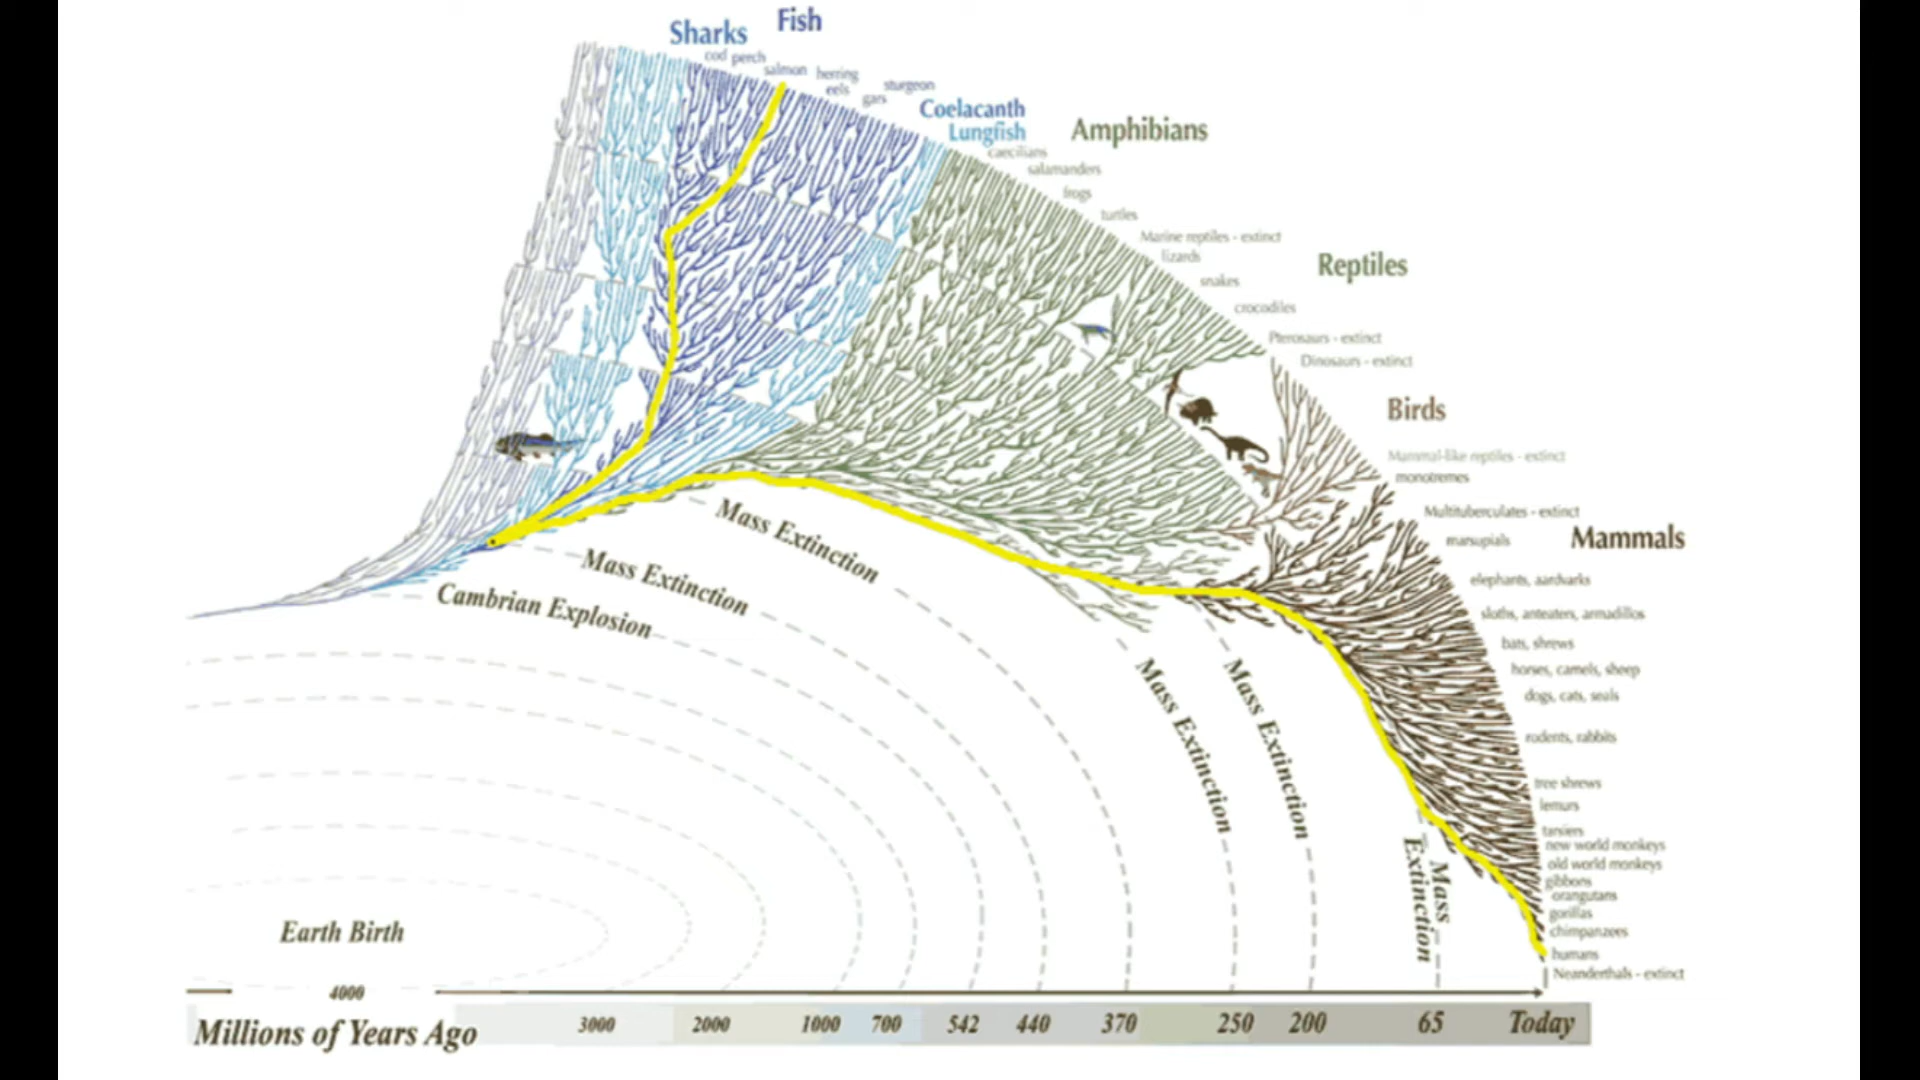 Fish
Sharks
cod perch
salmon herring
eels sturgeon
gars
Coelacanth
Lungfish
Amphibians
caecilians
salamanders
frogs
turtles
Marine reptiles - extinct
lizards
Reptiles
snakes
crocodiles
Pterosaurs - extinct
Dinosaurs - extinct
Birds
Mammal-like reptiles - extinct
monotremes
Multituberculates - extinct
marsupials
Mammals
elephants, aardvarks
sloths, anteaters, armadillos
bats, shrews
horses, camels, sheep
dogs, cats, seals
rodents, rabbits
tree shrews
lemurs
tarsiers
new world monkeys
old world monkeys
gibbons
orangutans
gorillas
chimpanzees
humans
Neanderthals - extinct
Mass Extinction
Mass Extinction
Cambrian Explosion
Mass Extinction
Mass Extinction
Mass
Extinction
Earth Birth
4000
Millions of Years Ago 3000 2000 1000 700 542 440 370 250 200 65 Today